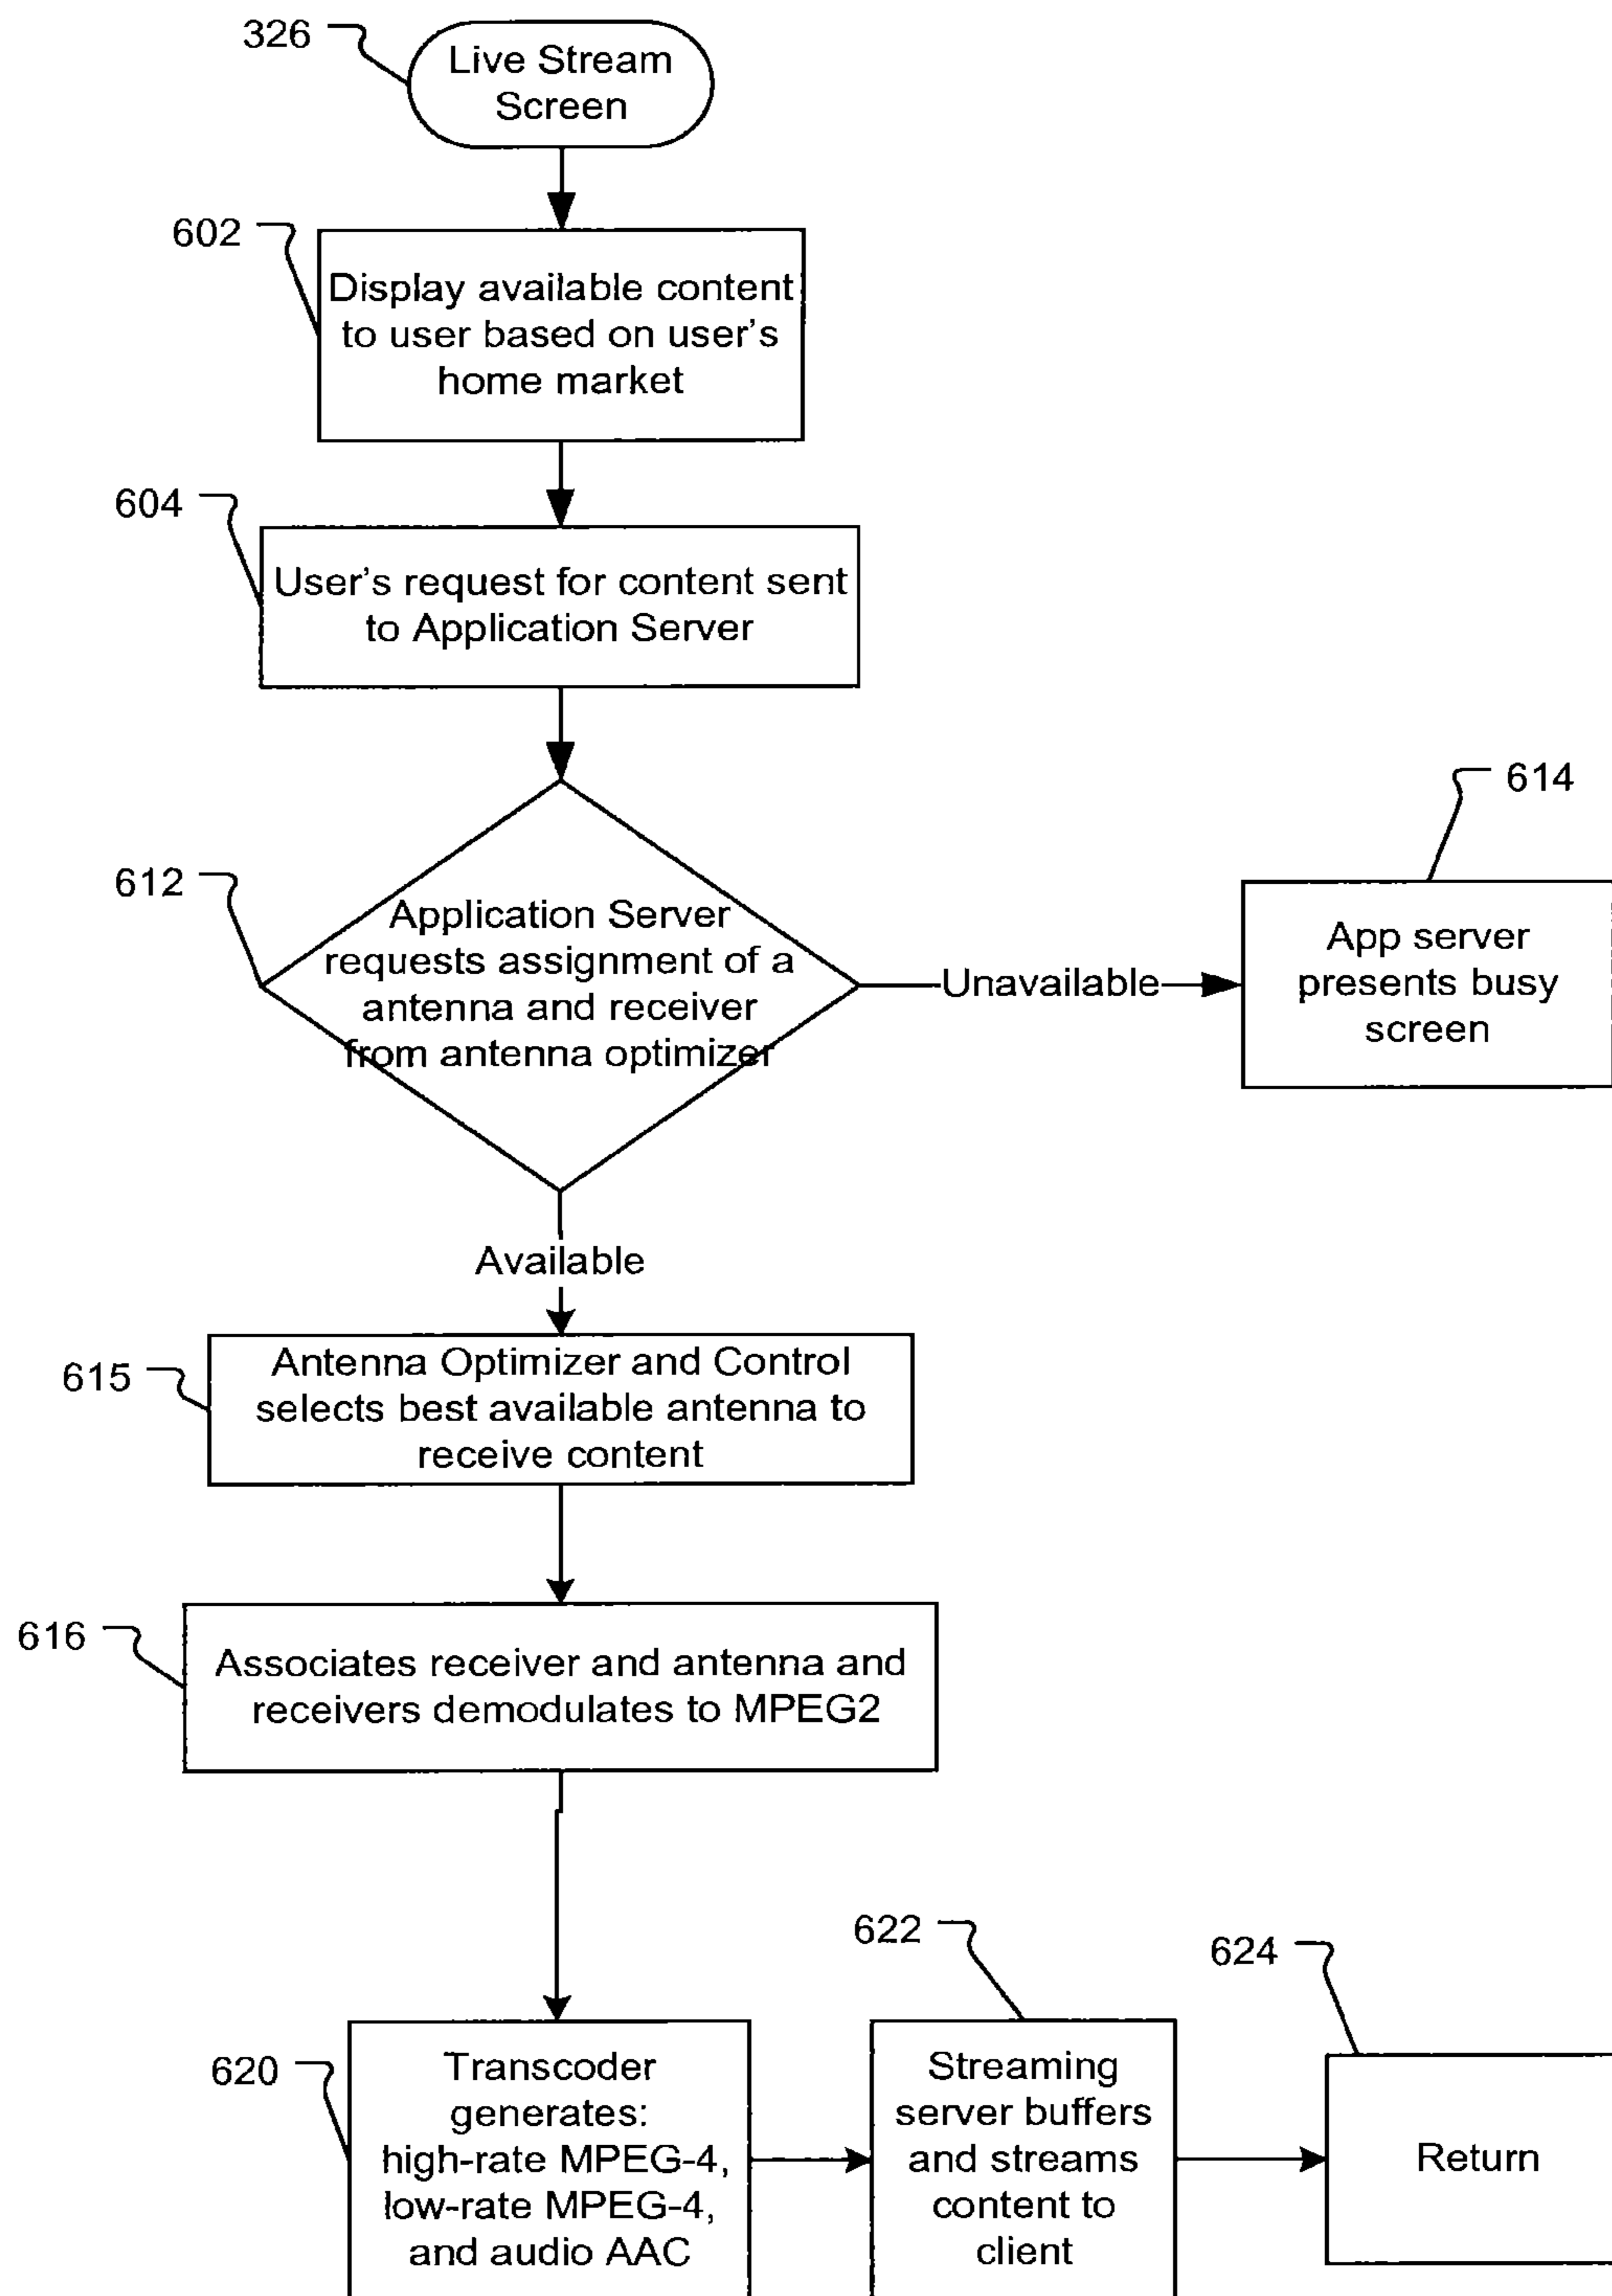 326
Live Stream
Screen
602
Display available content
to user based on user's
home market
604
User's request for content sent
to Application Server
612
Application Server
requests assignment of a
antenna and receiver
from antenna optimizer
Unavailable
614
App server
presents busy
screen
Available
615
Antenna Optimizer and Control
selects best available antenna to
receive content
616
Associates receiver and antenna and
receivers demodulates to MPEG2
620
Transcoder
generates:
high-rate MPEG-4,
low-rate MPEG-4,
and audio AAC
622
Streaming
server buffers
and streams
content to
client
624
Return